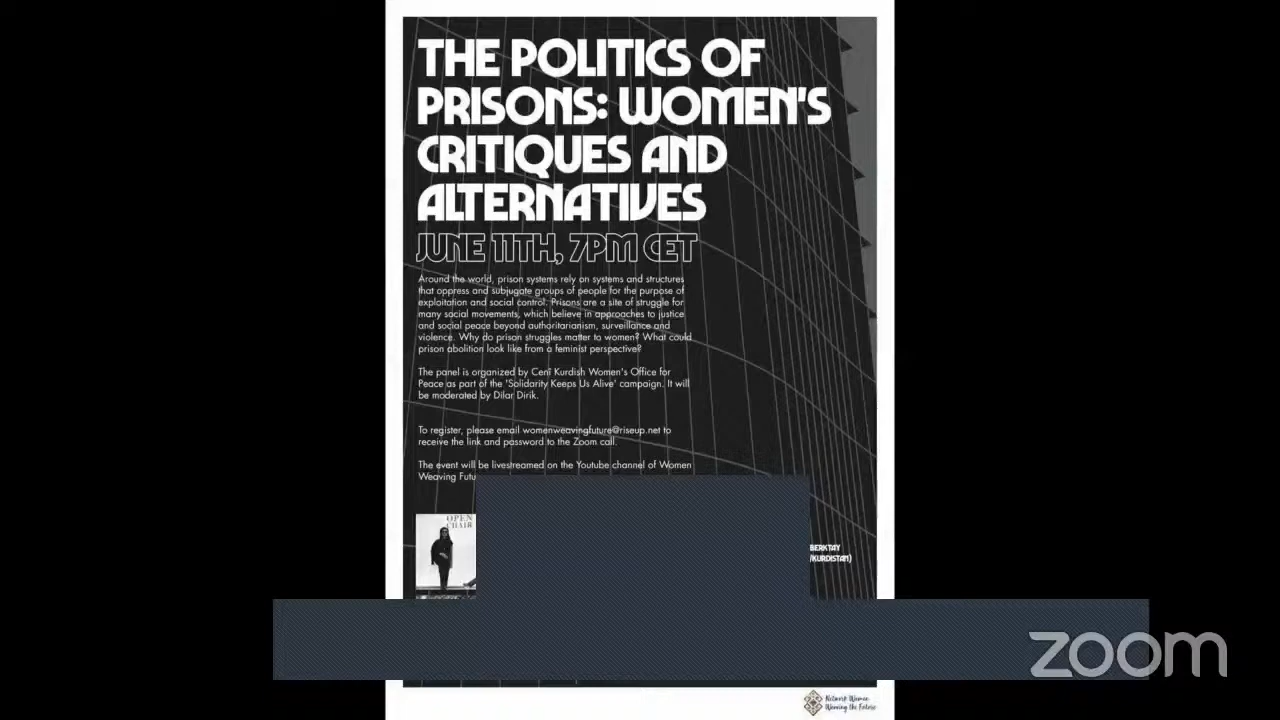 THE POLITICS OF
PRISONS: WOMEN'S
CRITIQUES AND
ALTERNATIVES
JUNE 11TH, 7PM CET
Around the world, prison systems rely on systems and structures
that oppress and subjugate groups of people for the purpose of
exploitation and social control. Prisons are a site of struggle for
many social movements, which believe in approaches to justice
and social peace beyond authoritarianism, surveillance and
violence. Why do prison struggles matter to women? What could
prison abolition look like from a feminist perspective?
The panel is organized by Cenî Kurdish Women's Office for
Peace as part of the 'Solidarity Keeps Us Alive' campaign. It will
be moderated by Dilar Dirik.
To register, please email womenweavingfuture@riseup.net to
receive the link and password to the Zoom call.
The event will be livestreamed on the Youtube channel of Women
Weaving Futu
OPEN
CHAIR
BERKTAY
/KURDISTAN)
zoom
Network Women
Weaving the Future